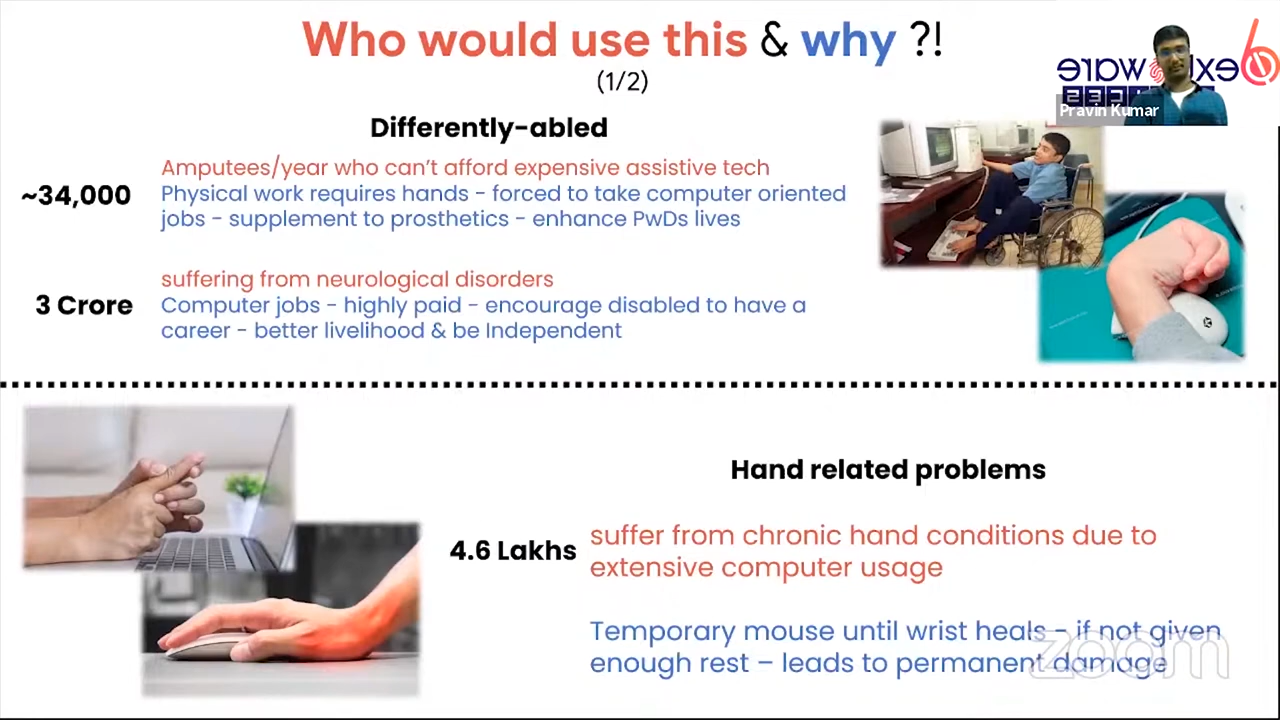 Who would use this & why ?!
(1/2)
Pravin Kumar
Differently-abled
~34,000
Amputees/year who can't afford expensive assistive tech
Physical work requires hands - forced to take computer oriented
jobs - supplement to prosthetics - enhance PwDs lives
3 Crore
suffering from neurological disorders
Computer jobs - highly paid - encourage disabled to have a
career - better livelihood & be Independent
Hand related problems
4.6 Lakhs
suffer from chronic hand conditions due to
extensive computer usage
Temporary mouse until wrist heals - if not given
enough rest – leads to permanent damage
zoom